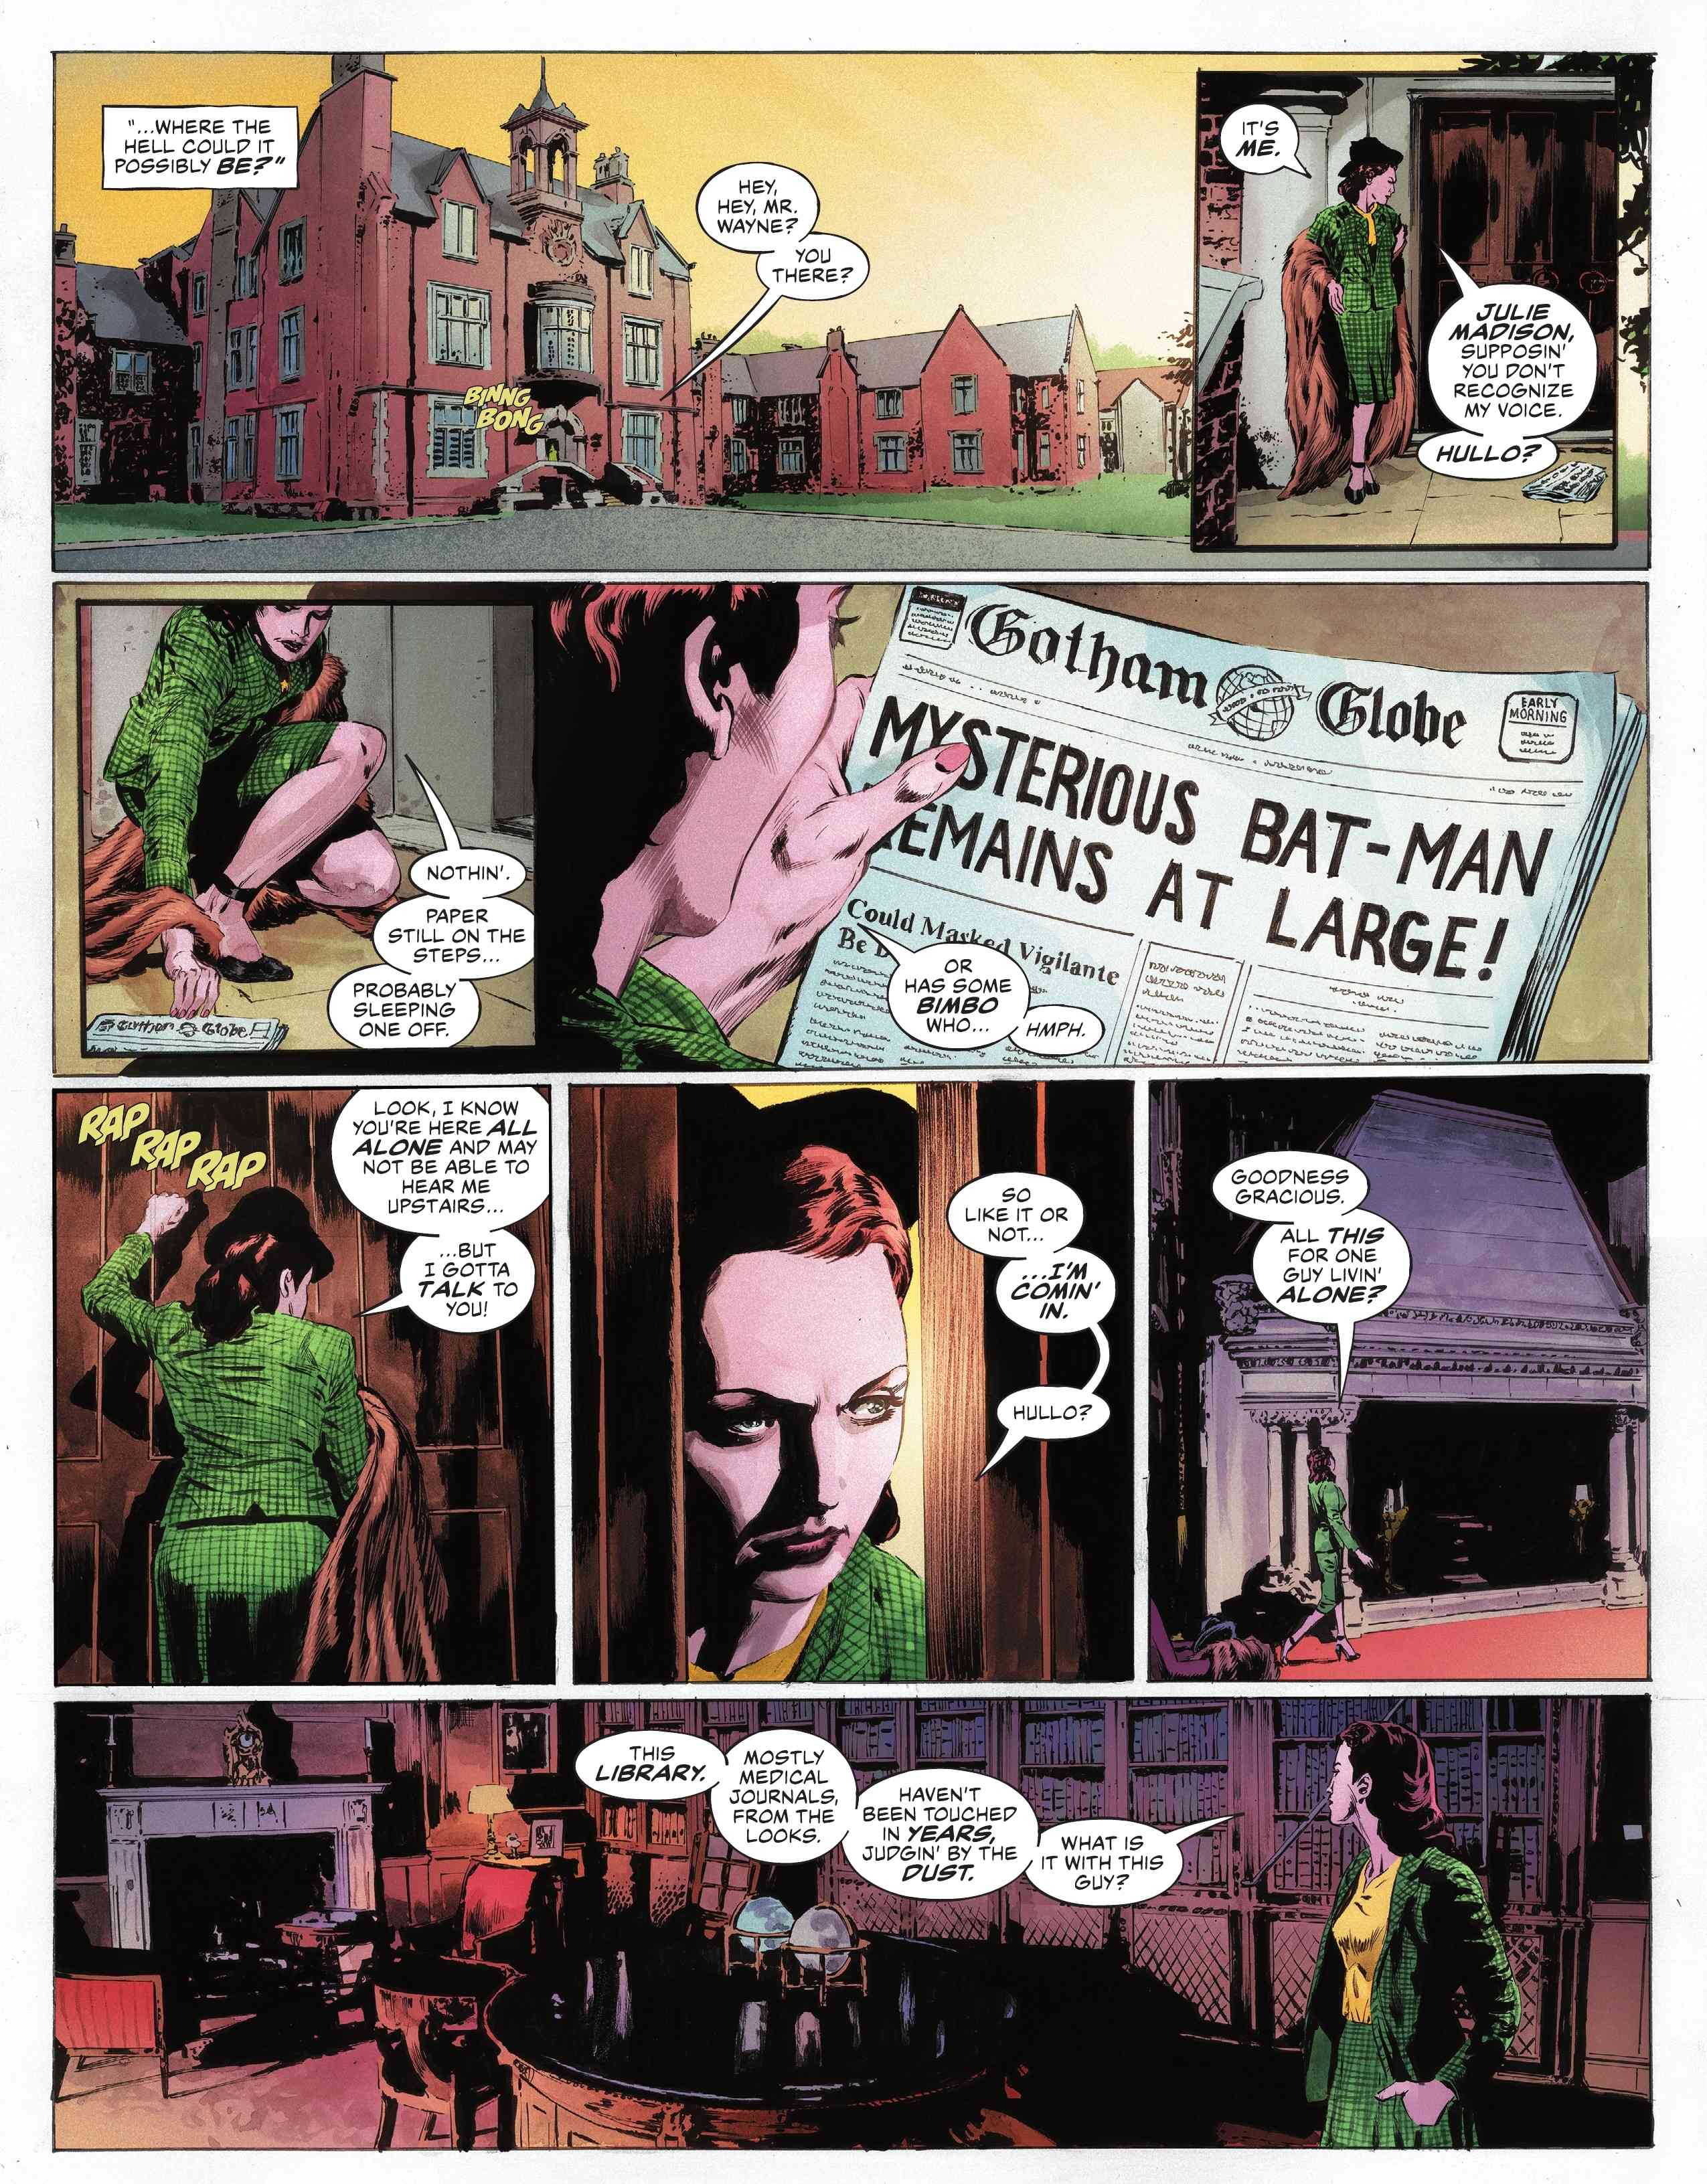 "...WHERE THE
HELL COULD IT
POSSIBLY BE?"
HEY,
HEY, MR.
WAYNE?
YOU
THERE?
BINNG
BONG
IT'S
ME.
JULIE
MADISON,
SUPPOSIN'
YOU DON'T
RECOGNIZE
MY VOICE.
HULLO?
NOTHIN'.
PAPER
STILL ON THE
STEPS...
PROBABLY
SLEEPING
ONE OFF.
Gotham Globe
Gotham Globe
EARLY
MORNING
MYSTERIOUS BAT-MAN
REMAINS AT LARGE!
Could Masked Vigilante
Be
OR
HAS SOME
BIMBO
WHO...
HMPH.
RAP
RAP
RAP
LOOK, I KNOW
YOU'RE HERE ALL
ALONE AND MAY
NOT BE ABLE TO
HEAR ME
UPSTAIRS...
...BUT
I GOTTA
TALK TO
YOU!
SO
LIKE IT OR
NOT...
...I'M
COMIN'
IN.
HULLO?
GOODNESS
GRACIOUS.
ALL THIS
FOR ONE
GUY LIVIN'
ALONE?
THIS
LIBRARY.
MOSTLY
MEDICAL
JOURNALS,
FROM THE
LOOKS.
HAVEN'T
BEEN TOUCHED
IN YEARS,
JUDGIN' BY THE
DUST.
WHAT IS
IT WITH THIS
GUY?